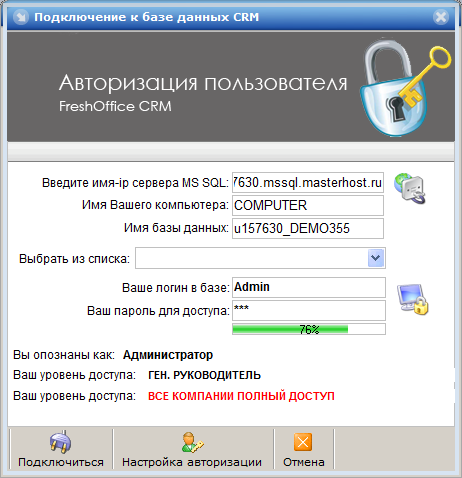 Подключение к базе данных CRM
Авторизация пользователя
FreshOffice CRM
Введите имя-ip сервера MS SQL: 7630.mssql.masterhost.ru
Имя Вашего компьютера: COMPUTER
Имя базы данных: u157630_DEMO355
Выбрать из списка:
Ваше логин в базе: Admin
Ваш пароль для доступа: ***
76%
Вы опознаны как: Администратор
Ваш уровень доступа: ГЕН. РУКОВОДИТЕЛЬ
Ваш уровень доступа: ВСЕ КОМПАНИИ ПОЛНЫЙ ДОСТУП
Подключиться Настройка авторизации Отмена